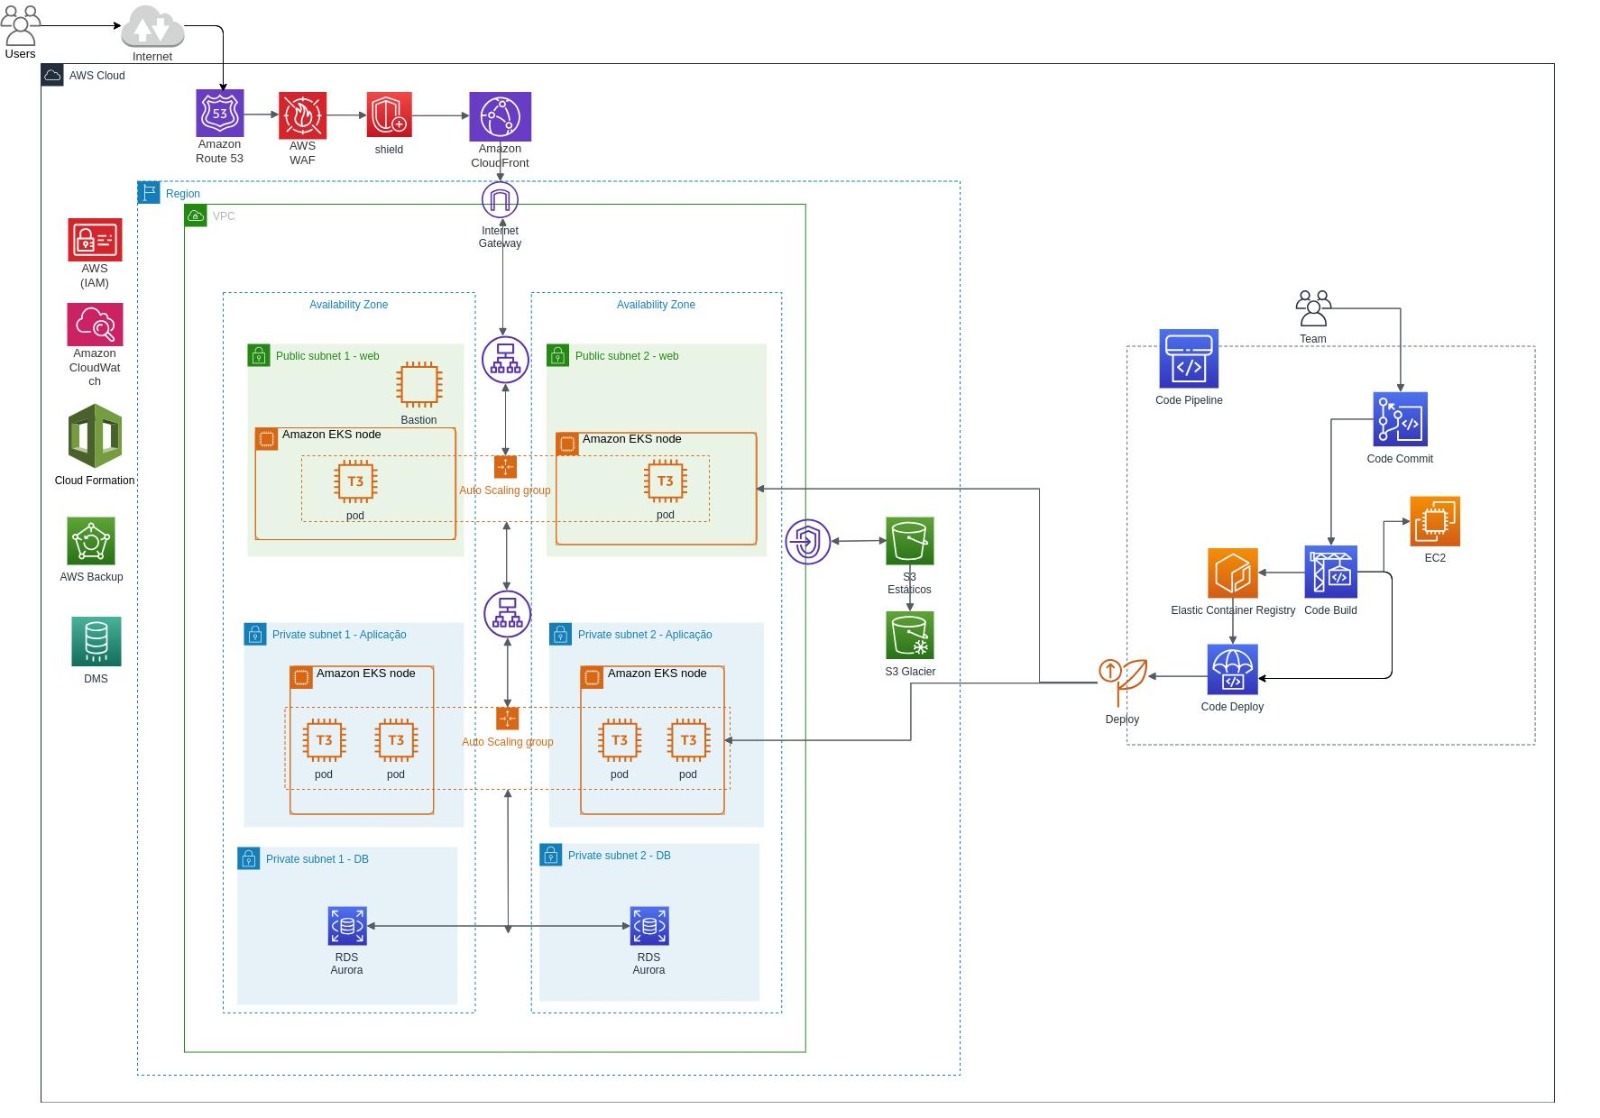 Users
Internet
AWS Cloud
53
Amazon
Route 53
AWS
WAF
shield
Amazon
CloudFront
Region
VPC
Internet
Gateway
AWS
(IAM)
Amazon
CloudWat
ch
Cloud Formation
AWS Backup
DMS
Availability Zone
Availability Zone
Public subnet 1 - web
Public subnet 2 - web
Bastion
Amazon EKS node
Amazon EKS node
T3
pod
Auto Scaling group
T3
pod
S3
Estáticos
S3 Glacier
Private subnet 1 - Aplicação
Private subnet 2 - Aplicação
Amazon EKS node
Amazon EKS node
T3
pod
T3
pod
Auto Scaling group
T3
pod
T3
pod
Private subnet 1 - DB
Private subnet 2 - DB
RDS
Aurora
RDS
Aurora
Team
Code Pipeline
Code Commit
EC2
Elastic Container Registry
Code Build
Code Deploy
Deploy